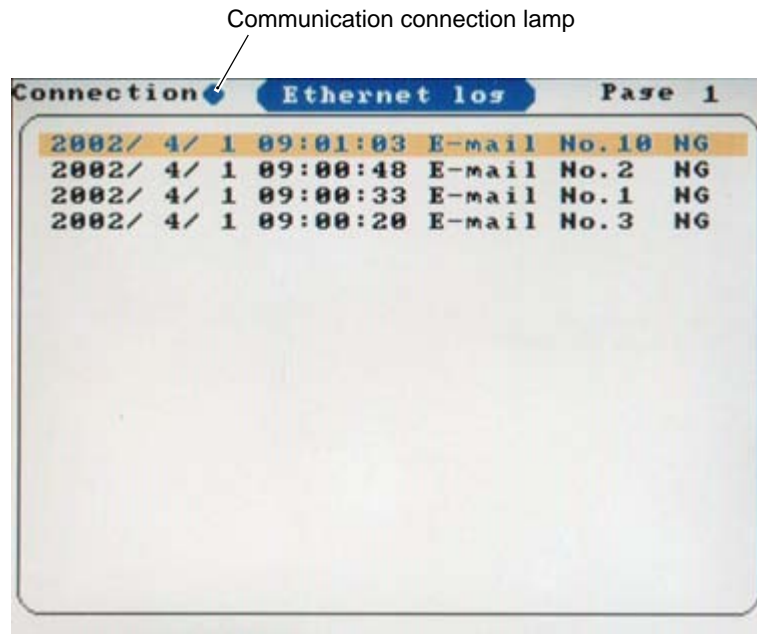 Communication connection lamp
Connection Ethernet log Page 1
2002/ 4/ 1 09:01:03 E-mail No.10 NG
2002/ 4/ 1 09:00:48 E-mail No.2 NG
2002/ 4/ 1 09:00:33 E-mail No.1 NG
2002/ 4/ 1 09:00:20 E-mail No.3 NG